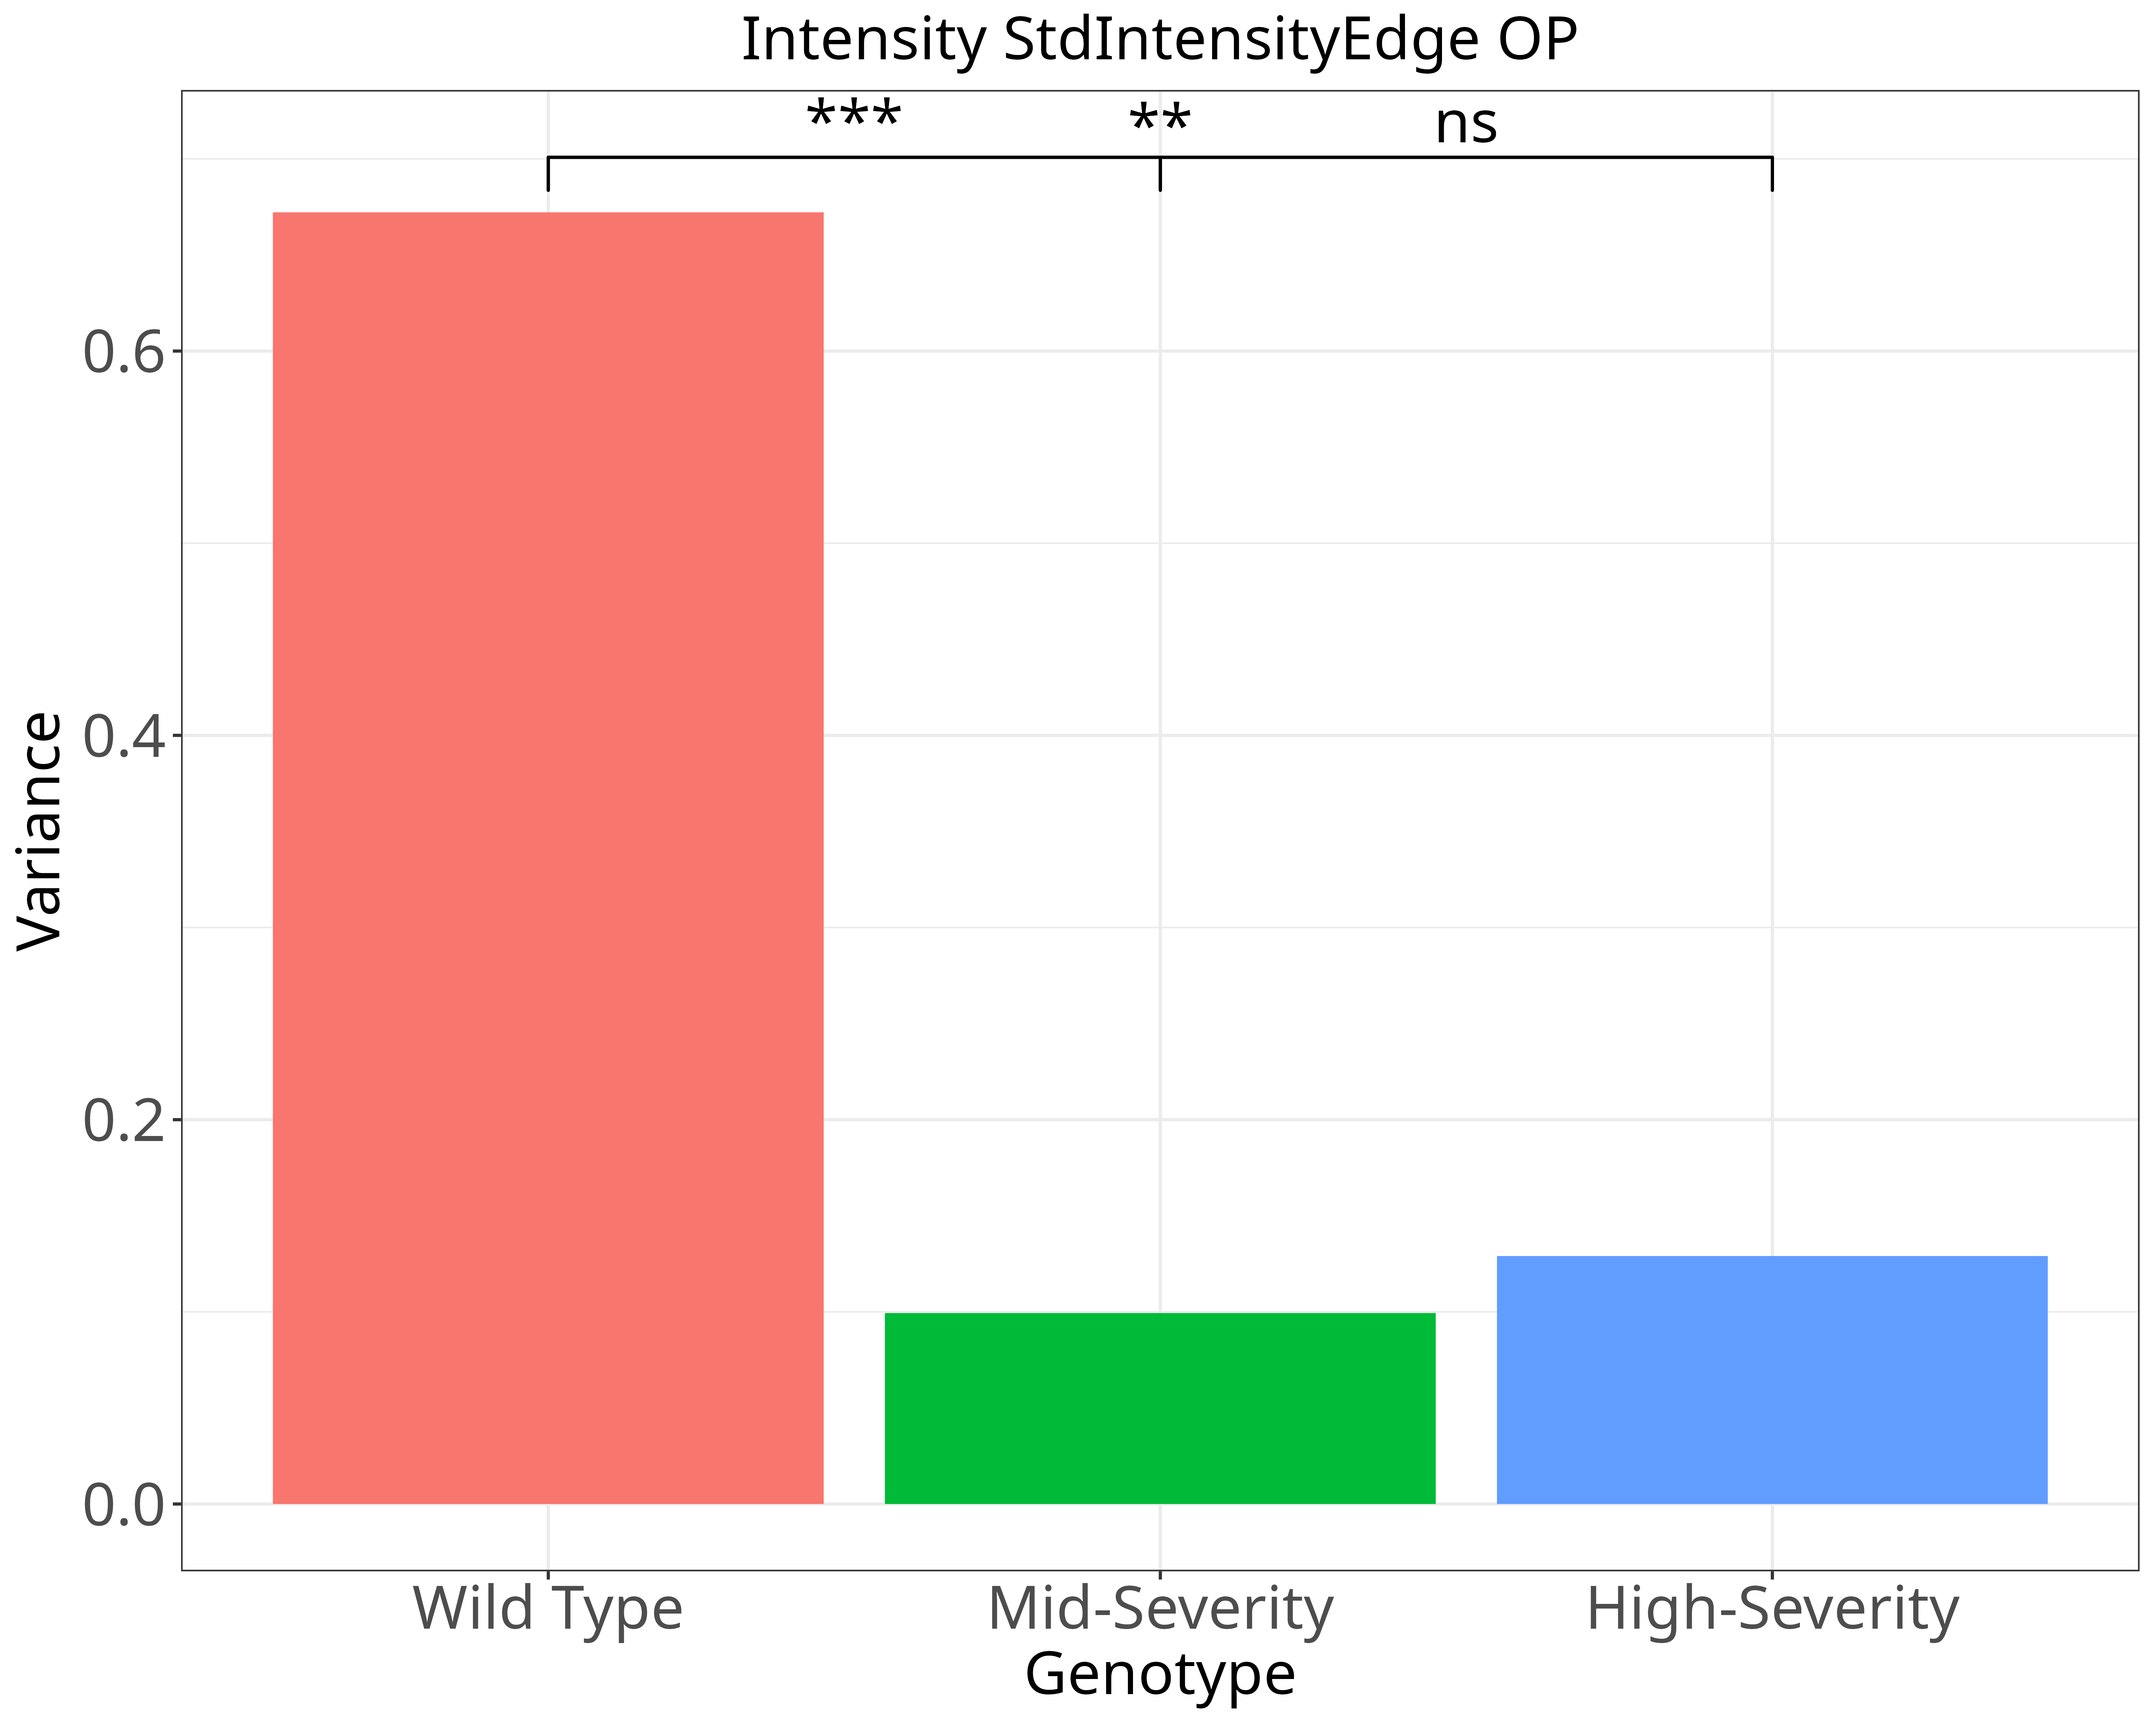 Intensity StdIntensityEdge OP
*** ** ns
0.6
0.4
0.2
0.0
Variance
Wild Type Mid-Severity High-Severity
Genotype